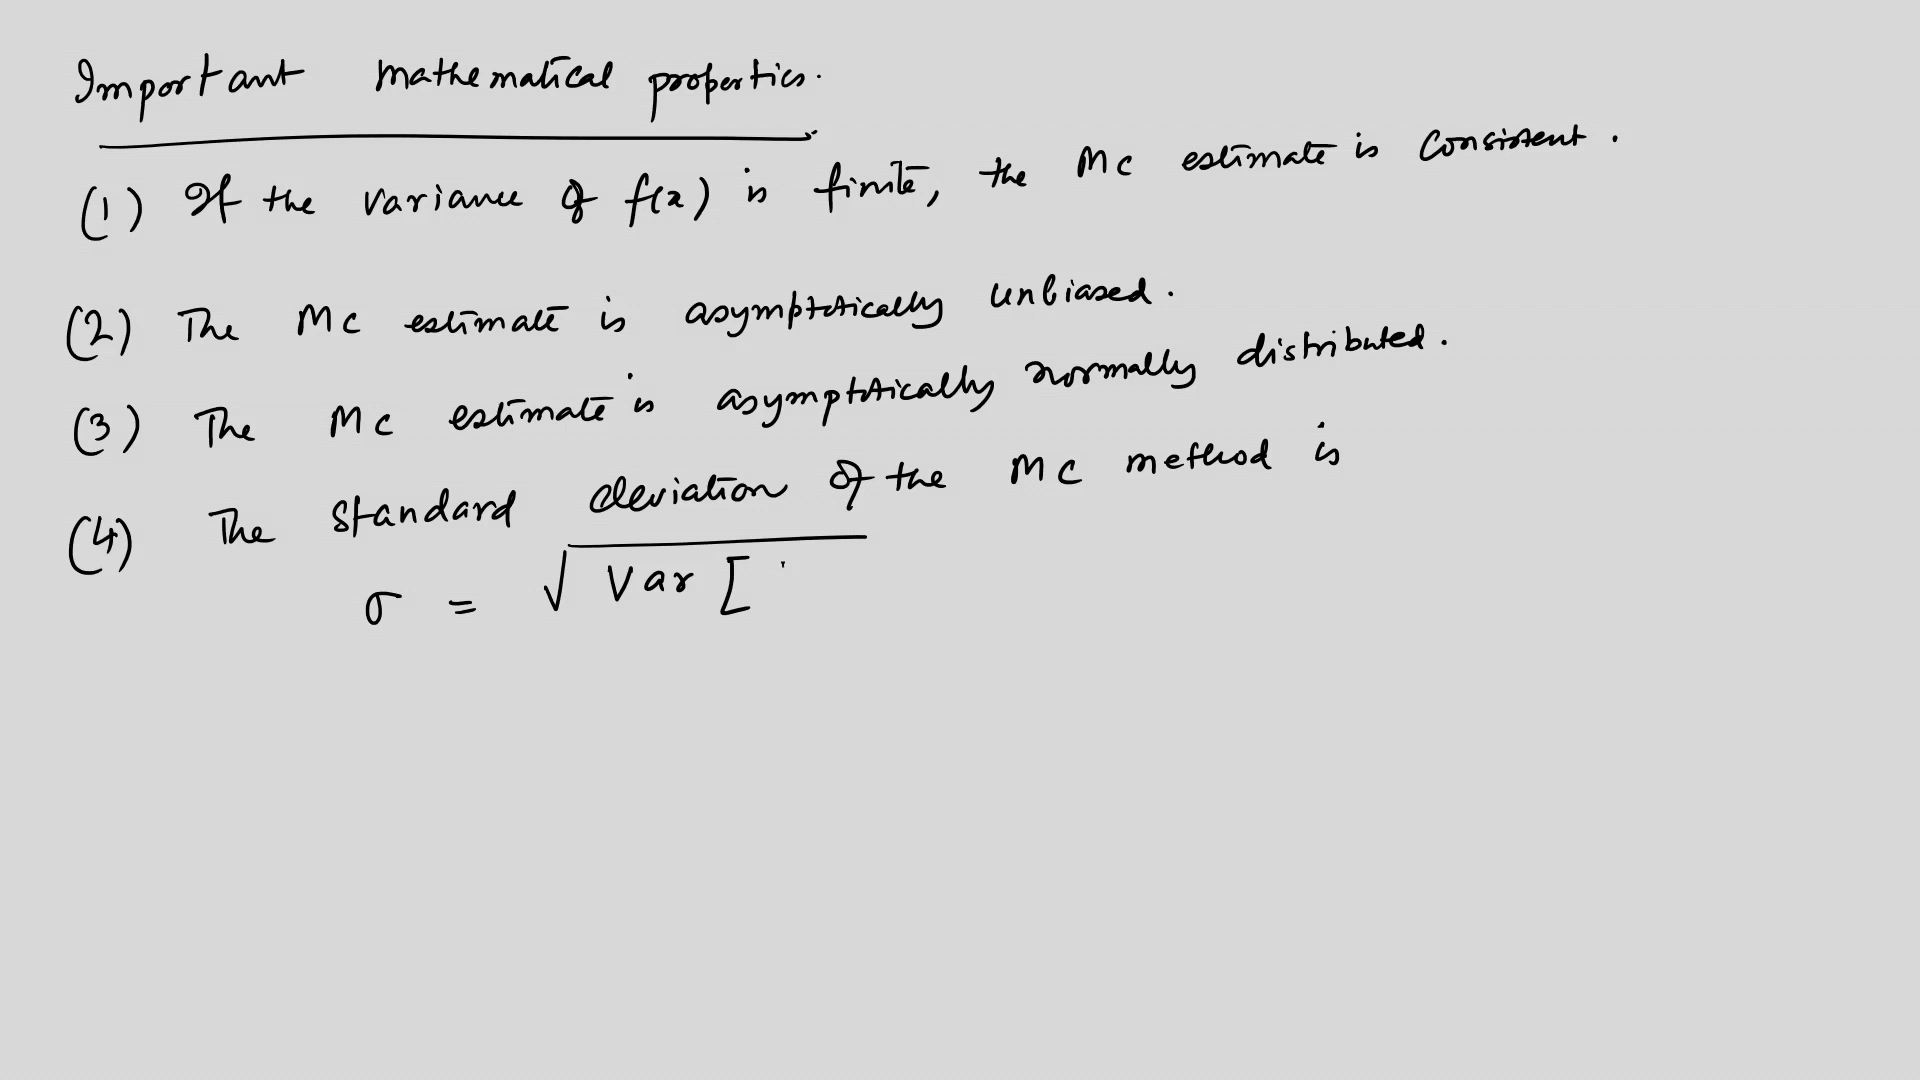 Important Mathematical properties.
(1) If the variance of f(x) is finite, the MC estimate is consistent.
(2) The MC estimate is asymptotically unbiased.
(3) The MC estimate is asymptotically normally distributed.
(4) The standard deviation of the MC method is
σ = √Var [